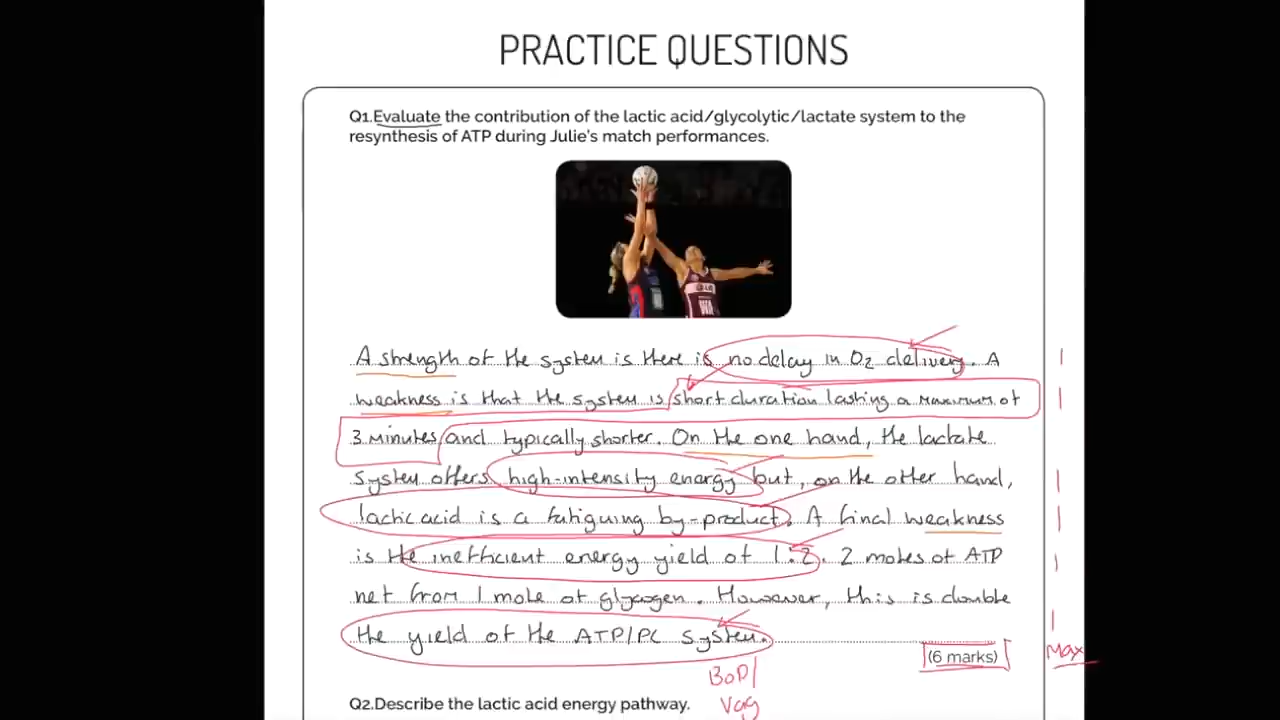 PRACTICE QUESTIONS
Q1.Evaluate the contribution of the lactic acid/glycolytic/lactate system to the
resynthesis of ATP during Julie's match performances.
A strength of the system is there is no delay in O2 delivery. A
weakness is that the system is short duration lasting a maximum of
3 minutes and typically shorter. On the one hand, the lactate
system offers high-intensity energy but, on the other hand,
lactic acid is a fatiguing by-product. A final weakness
is the inefficient energy yield of 1:2. 2 moles of ATP
net from 1 mole of glycogen. However, this is double
the yield of the ATP/PC system.
(6 marks)
Max
BOD/
Vag
Q2.Describe the lactic acid energy pathway.